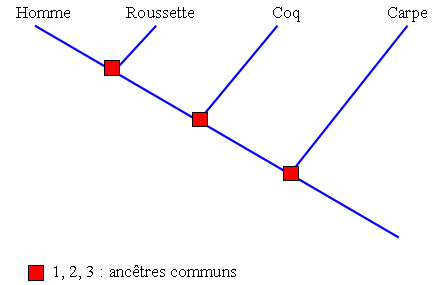 Homme Roussette Coq Carpe
1, 2, 3 : ancêtres communs